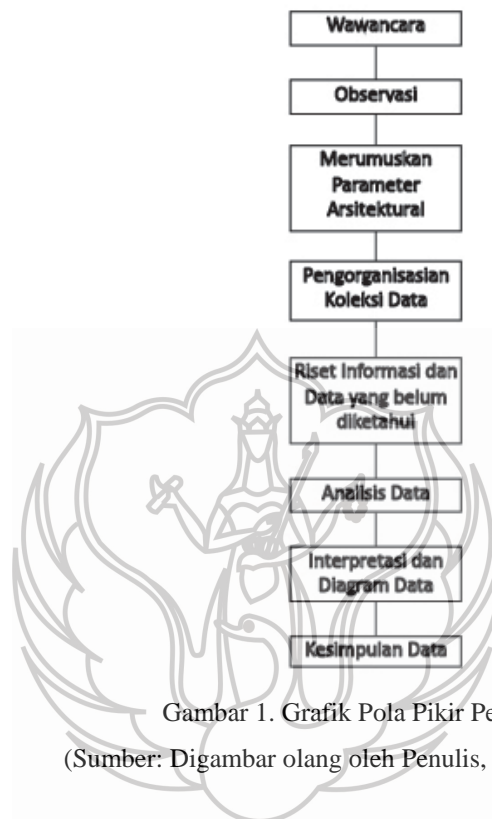 Wawancara
Observasi
Merumuskan
Parameter
Arsitektural
Pengorganisasian
Koleksi Data
Riset Informasi dan
Data yang belum
diketahui
Analisis Data
Interpretasi dan
Diagram Data
Kesimpulan Data
Gambar 1. Grafik Pola Pikir Pe
(Sumber: Digambar olang oleh Penulis,